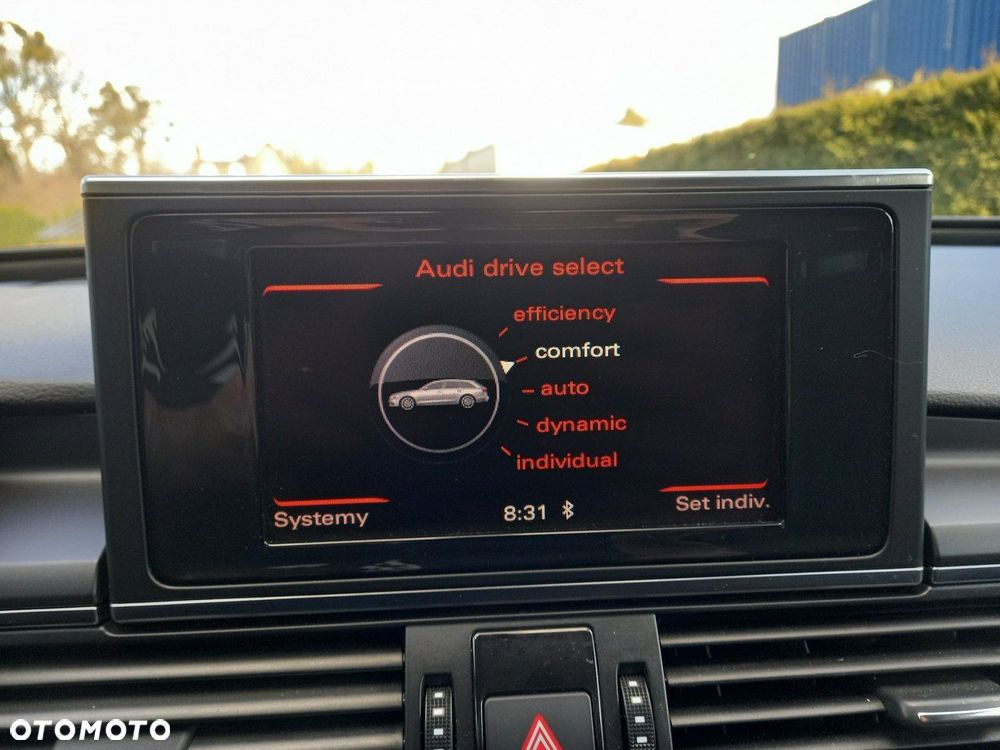 Audi drive select
efficiency
comfort
auto
dynamic
individual
Systemy
8:31
Set indiv.
OTOMOTO